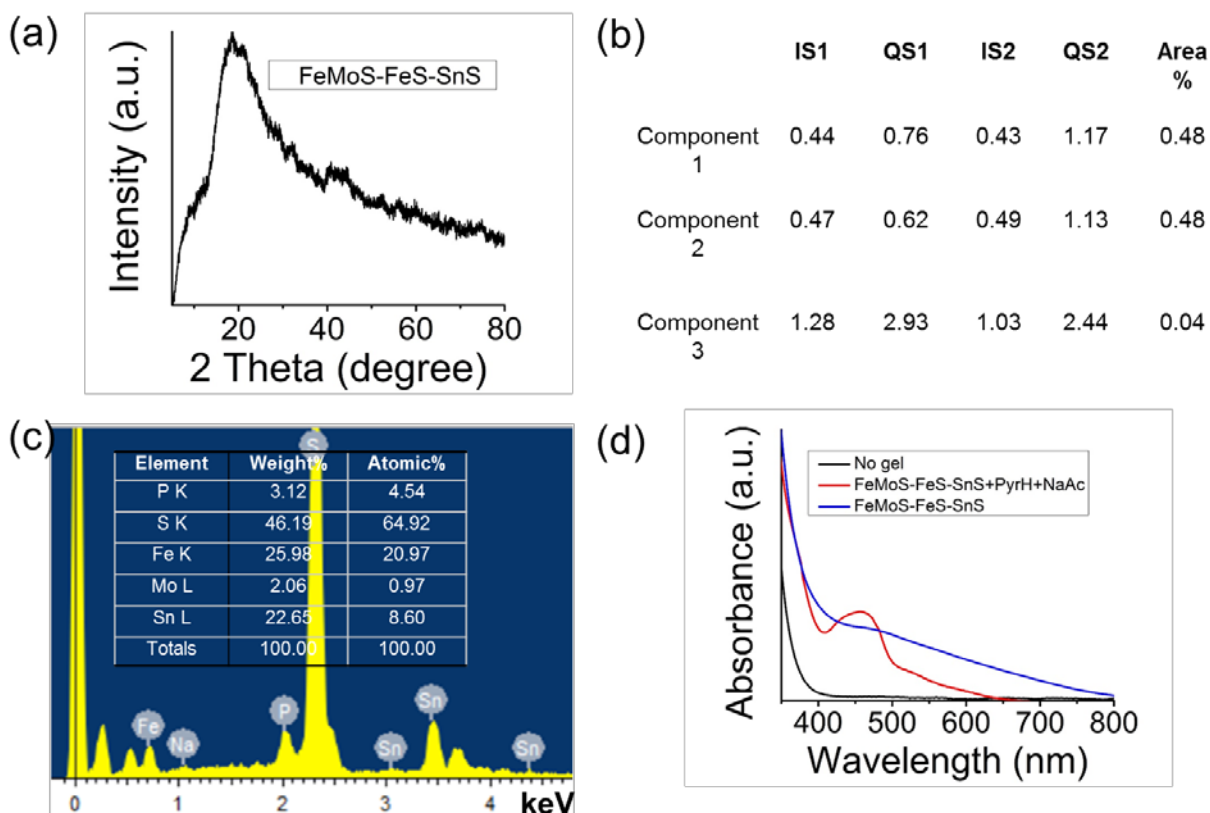 (a)
FeMoS-FeS-SnS
Intensity (a.u.)
20 40 60 80
2 Theta (degree)
(b)
IS1 QS1 IS2 QS2 Area
%
Component 0.44 0.76 0.43 1.17 0.48
1
Component 0.47 0.62 0.49 1.13 0.48
2
Component 1.28 2.93 1.03 2.44 0.04
3
(c)
S
Element Weight% Atomic%
P K 3.12 4.54
S K 46.19 64.92
Fe K 25.98 20.97
Mo L 2.06 0.97
Sn L 22.65 8.60
Totals 100.00 100.00
Fe Na P Sn Sn Sn
0 1 2 3 4 keV
(d)
No gel
FeMoS-FeS-SnS+PyrH+NaAc
FeMoS-FeS-SnS
Absorbance (a.u.)
400 500 600 700 800
Wavelength (nm)